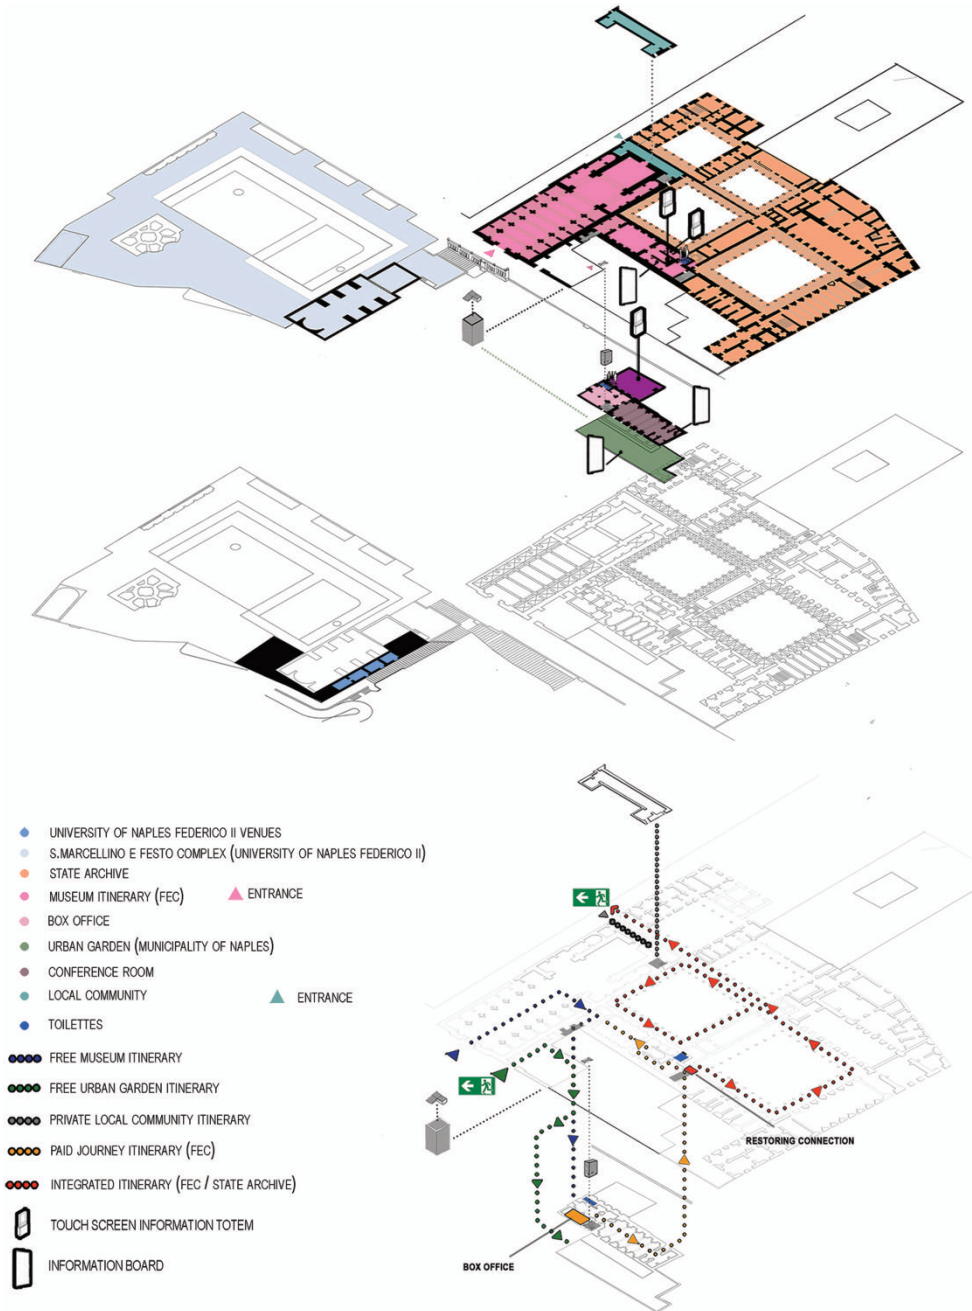 UNIVERSITY OF NAPLES FEDERICO II VENUES
S.MARCELLINO E FESTO COMPLEX (UNIVERSITY OF NAPLES FEDERICO II)
STATE ARCHIVE
MUSEUM ITINERARY (FEC)
ENTRANCE
BOX OFFICE
URBAN GARDEN (MUNICIPALITY OF NAPLES)
CONFERENCE ROOM
LOCAL COMMUNITY
ENTRANCE
TOILETTES
FREE MUSEUM ITINERARY
FREE URBAN GARDEN ITINERARY
PRIVATE LOCAL COMMUNITY ITINERARY
PAID JOURNEY ITINERARY (FEC)
INTEGRATED ITINERARY (FEC / STATE ARCHIVE)
TOUCH SCREEN INFORMATION TOTEM
INFORMATION BOARD
RESTORING CONNECTION
BOX OFFICE